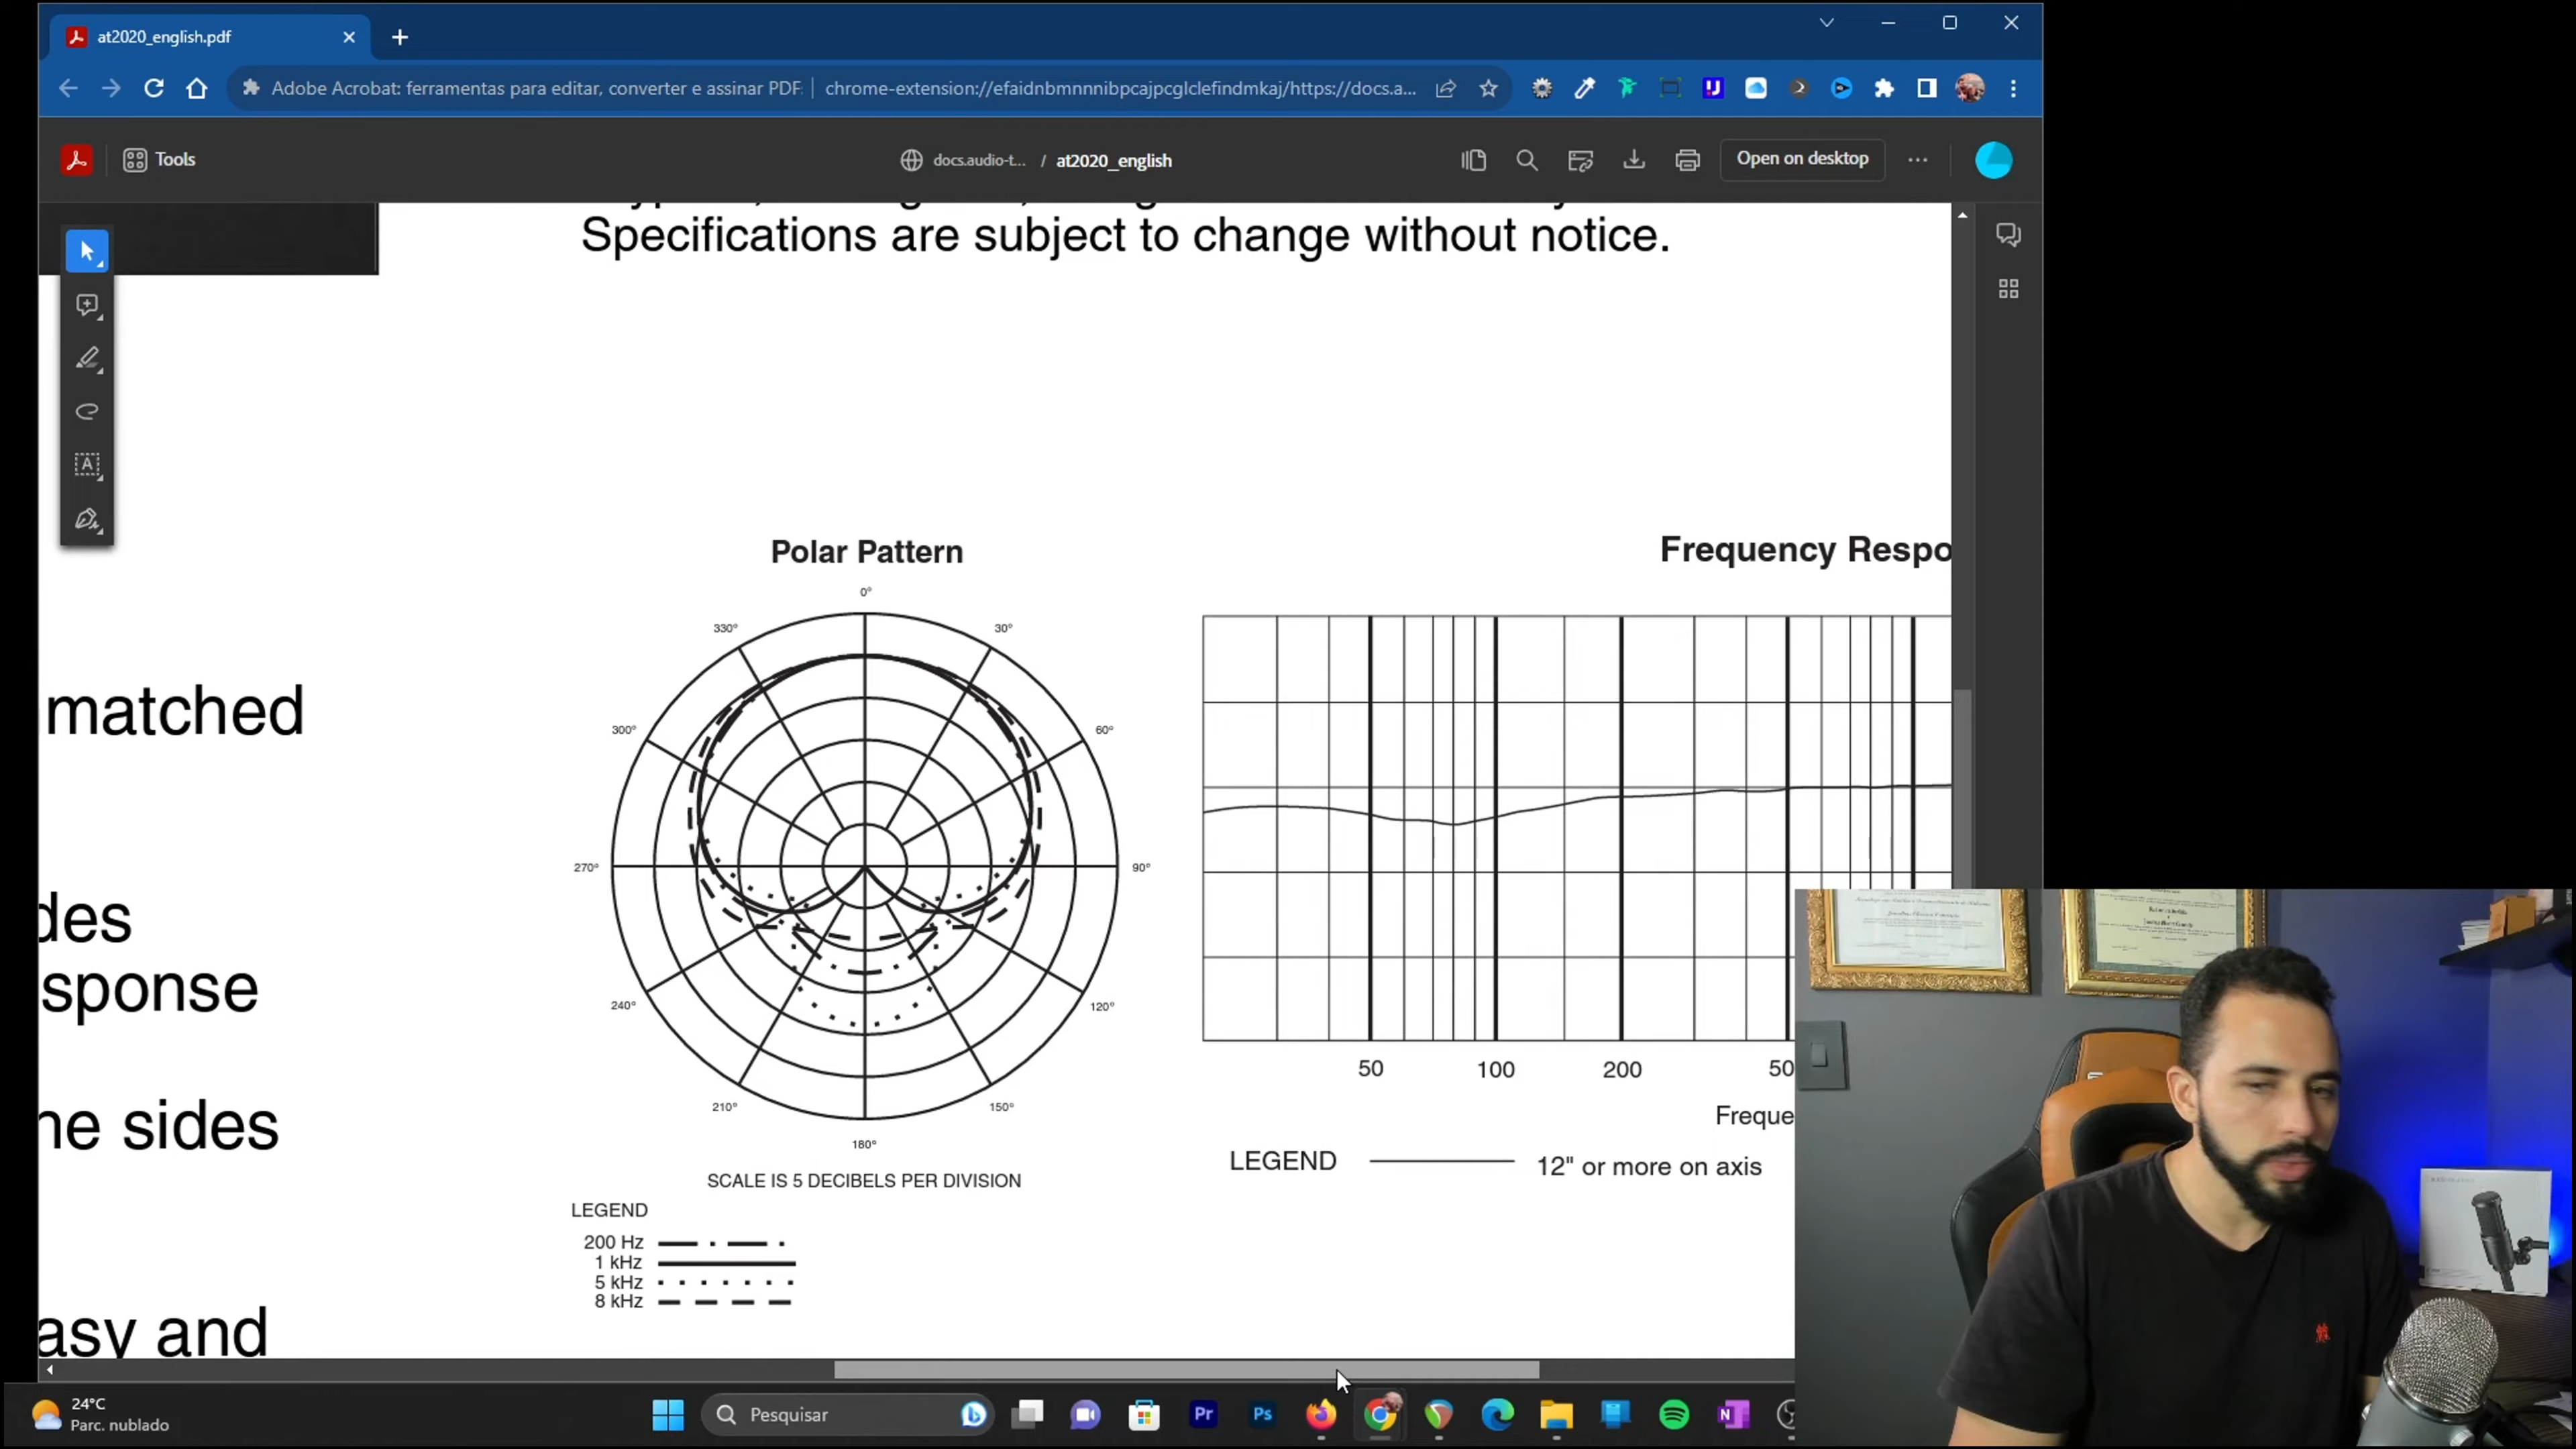 at2020_english.pdf
Adobe Acrobat: ferramentas para editar, converter e assinar PDF: chrome-extension://efaidnbmnnnibpcajpcglclefindmkaj/https://docs.a...
Tools
docs.audio-t... / at2020_english
Open on desktop
Specifications are subject to change without notice.
matched
des
sponse
he sides
asy and
Polar Pattern
0°
330° 30°
300° 60°
270° 90°
240° 120°
210° 150°
180°
SCALE IS 5 DECIBELS PER DIVISION
LEGEND
200 Hz
1 kHz
5 kHz
8 kHz
Frequency Respo
50 100 200 50
Freque
LEGEND 12" or more on axis
24°C
Parc. nublado
Pesquisar
Pr
Ps
N